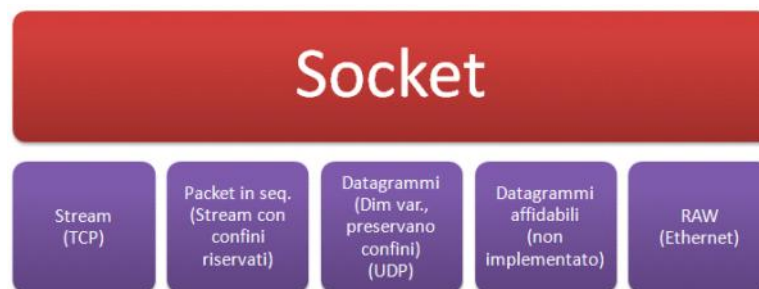 Socket
Stream
(TCP)
Packet in seq.
(Stream con
confini
riservati)
Datagrammi
(Dim var.,
preservano
confini)
(UDP)
Datagrammi
affidabili
(non
implementato)
RAW
(Ethernet)